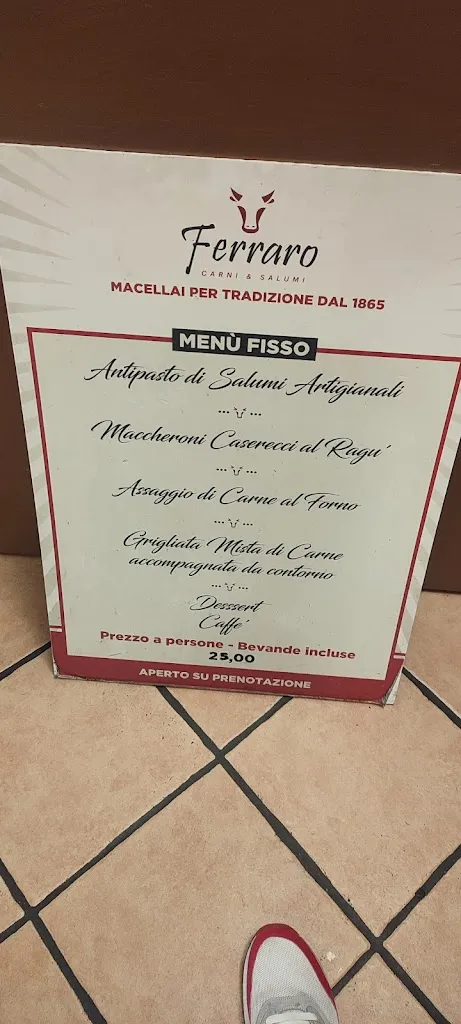 Ferraro
CARNI & SALUMI
MACELLAI PER TRADIZIONE DAL 1865
MENÙ FISSO
Antipasto di Salumi Artigianali
Maccheroni Caserecci al Ragu'
Assaggio di Carne al Forno
Grigliata Mista di Carne
accompagnata da contorno
Desssert
Caffe'
Prezzo a persone - Bevande incluse
25,00
APERTO SU PRENOTAZIONE